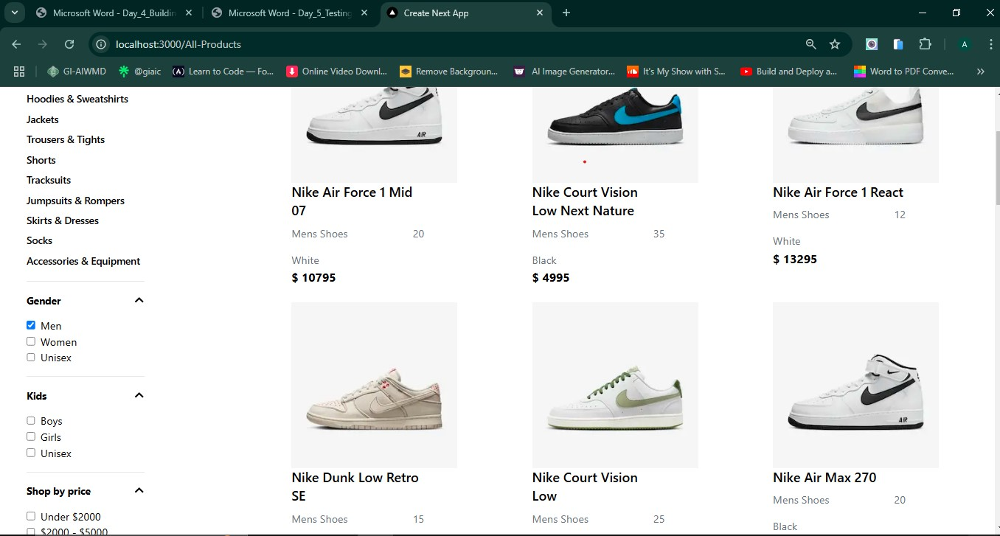 Microsoft Word - Day_4_Buildin
Microsoft Word - Day_5_Testing
Create Next App
localhost:3000/All-Products
A
GI-AIWMD
@giaic
Learn to Code — Fo...
Online Video Downl...
Remove Backgroun...
AI Image Generator...
It's My Show with S...
Build and Deploy a...
Word to PDF Conve...
Hoodies & Sweatshirts
Jackets
Trousers & Tights
Shorts
Tracksuits
Jumpsuits & Rompers
Skirts & Dresses
Socks
Accessories & Equipment
Gender
Men
Women
Unisex
Kids
Boys
Girls
Unisex
Shop by price
Under $2000
$2000 - $5000
AIR
Nike Air Force 1 Mid
07
Mens Shoes 20
White
$ 10795
Nike Court Vision
Low Next Nature
Mens Shoes 35
Black
$ 4995
Nike Air Force 1 React
Mens Shoes 12
White
$ 13295
Nike Dunk Low Retro
SE
Mens Shoes 15
Nike Court Vision
Low
Mens Shoes 25
AIR
Nike Air Max 270
Mens Shoes 20
Black